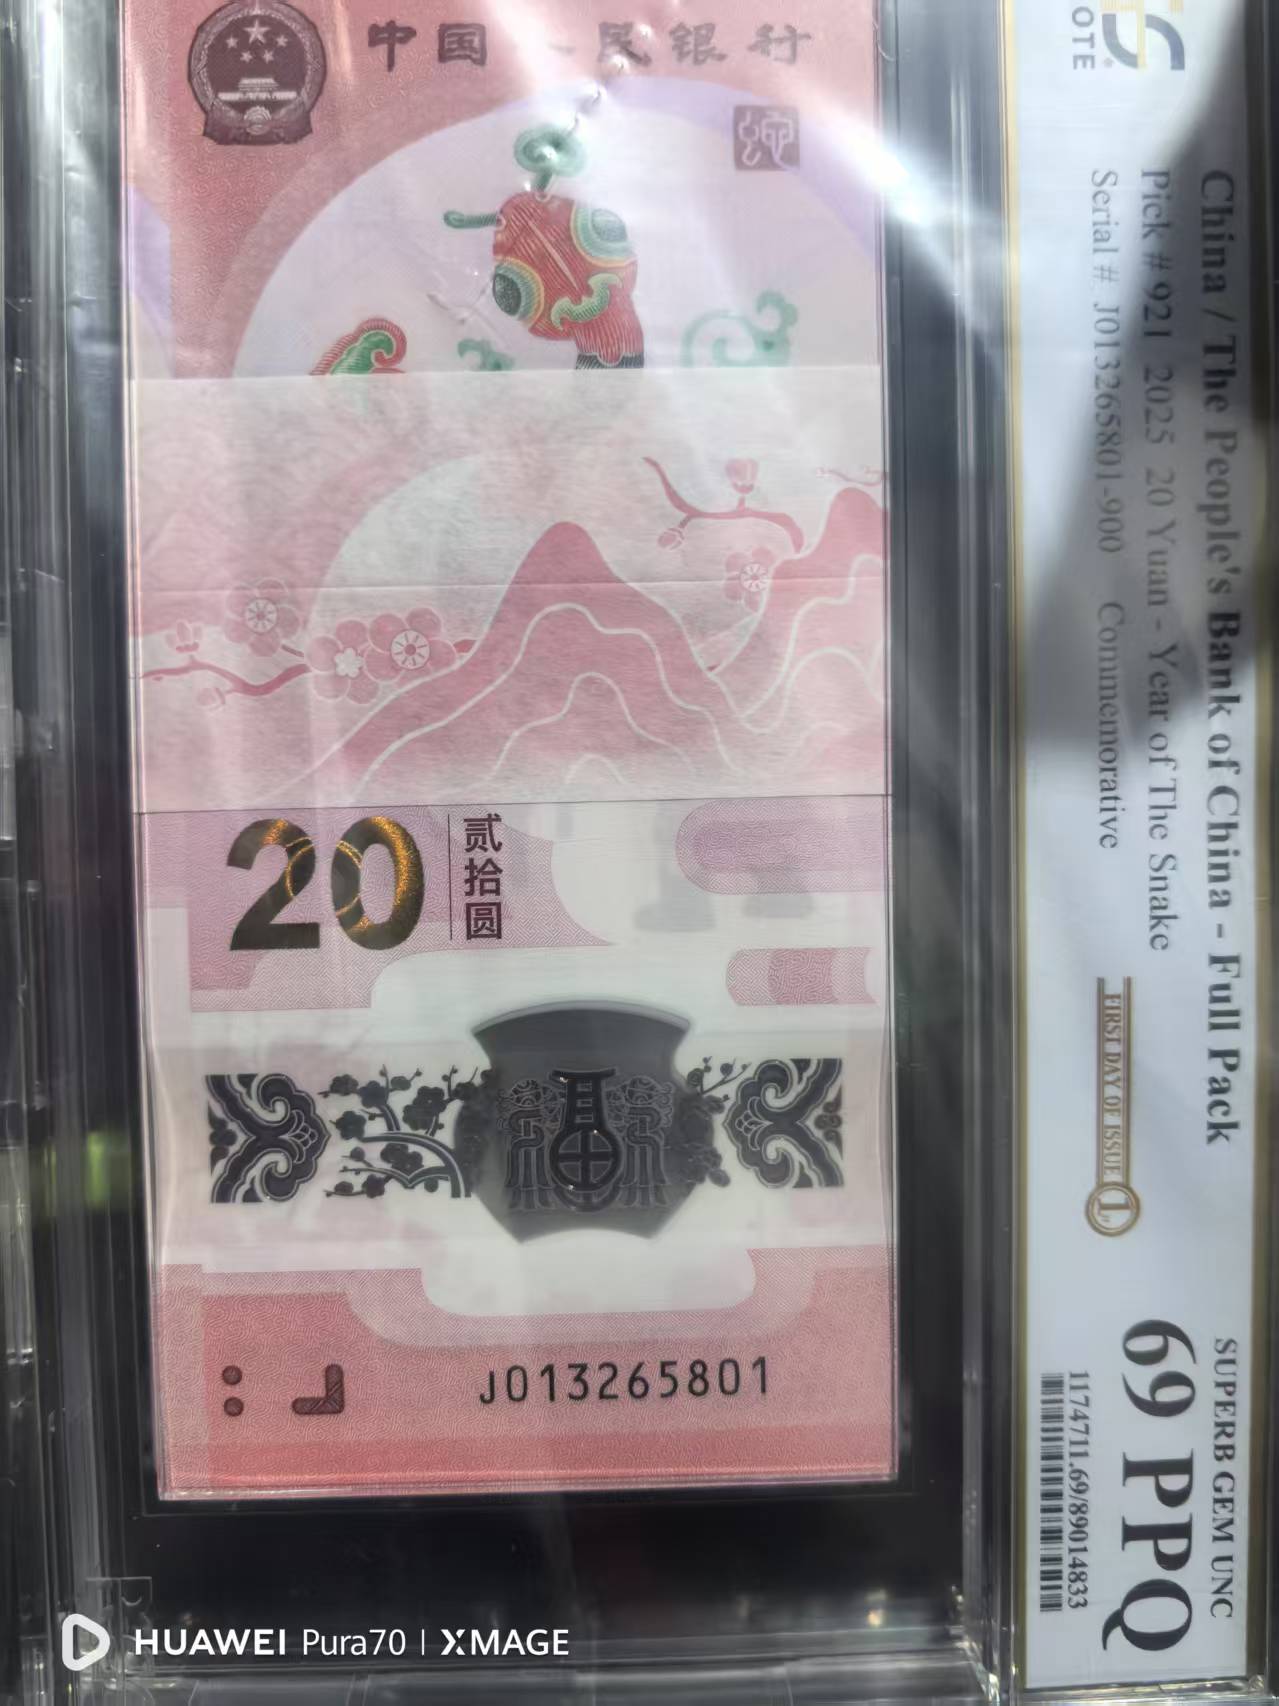 中国人民银行
贰拾圆
20
J013265801
OTE
China / The People's Bank of China - Full Pack
Pick # 921 2025 20 Yuan - Year of The Snake
Serial #. J013265801-900 Commemorative
FIRST DAY OF ISSUE 1
SUPERB GEM UNC
69 PPQ
1174711.69/89014833
HUAWEI Pura70 | XMAGE